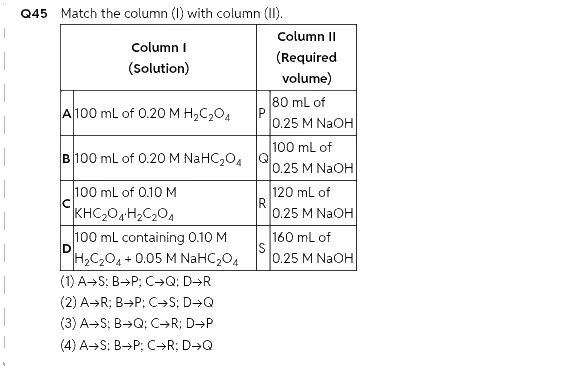 Q45 Match the column (I) with column (II).
Column I
(Solution)
Column II
(Required
volume)
A 100 mL of 0.20 M H₂C₂O₄
P 80 mL of
0.25 M NaOH
B 100 mL of 0.20 M NaHC₂O₄
Q 100 mL of
0.25 M NaOH
C 100 mL of 0.10 M
KHC₂O₄·H₂C₂O₄
R 120 mL of
0.25 M NaOH
D 100 mL containing 0.10 M
H₂C₂O₄ + 0.05 M NaHC₂O₄
S 160 mL of
0.25 M NaOH
(1) A→S; B→P; C→Q; D→R
(2) A→R; B→P; C→S; D→Q
(3) A→S; B→Q; C→R; D→P
(4) A→S; B→P; C→R; D→Q